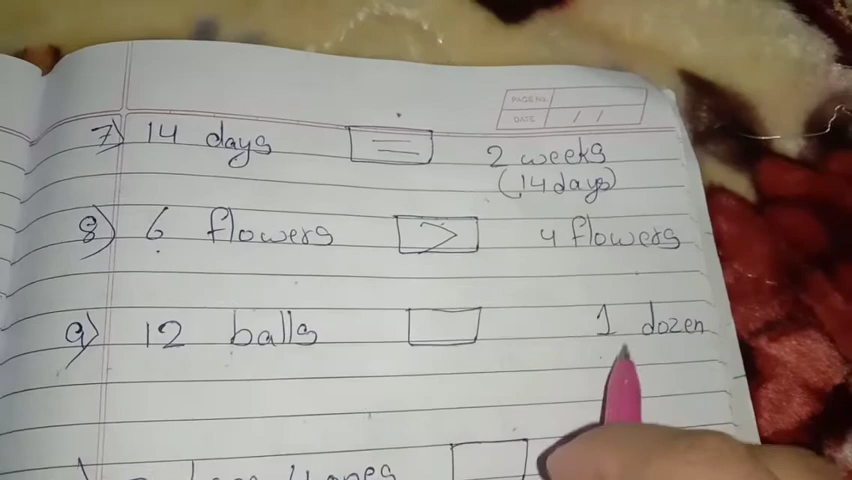 PAGE No.
DATE / /
7) 14 days = 2 weeks
(14 days)
8) 6 flowers > 4 flowers
9) 12 balls 1 dozen